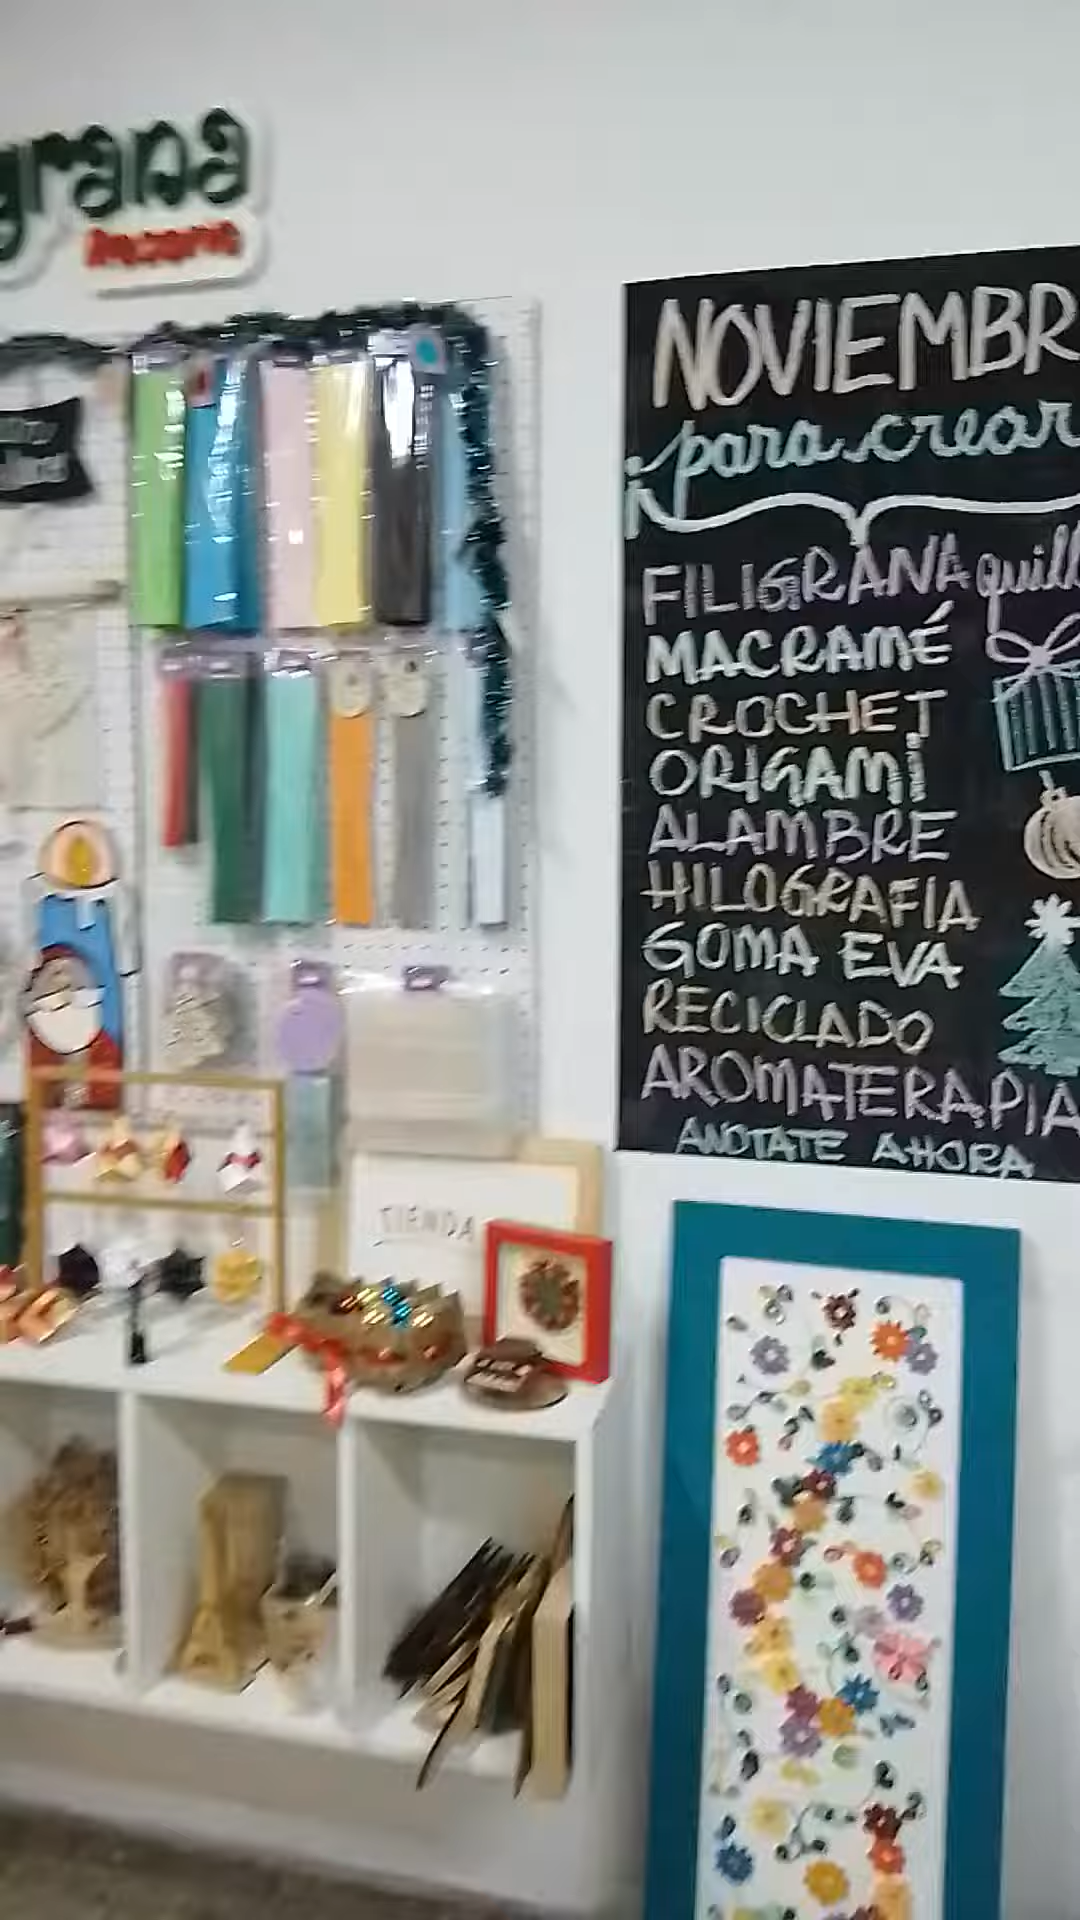 grana
NOVIEMBR
para crear
FILIGRANA quill
MACRAMÉ
CROCHET
ORIGAMI
ALAMBRE
HILOGRAFIA
GOMA EVA
RECICLADO
AROMATERAPIA
ANOTATE AHORA
TIENDA